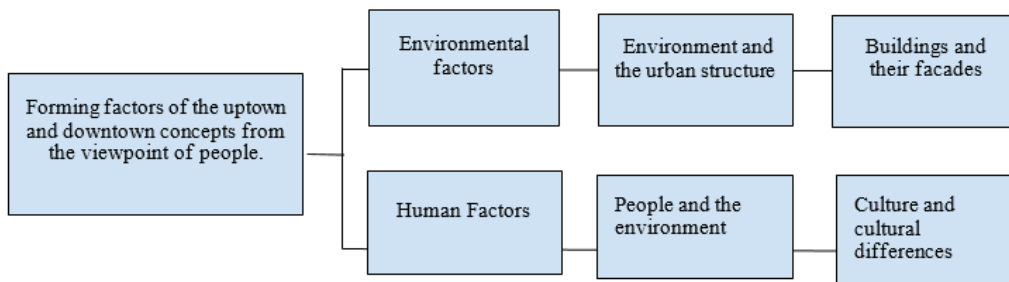 Forming factors of the uptown
and downtown concepts from
the viewpoint of people.
Environmental
factors
Environment and
the urban structure
Buildings and
their facades
Human Factors
People and the
environment
Culture and
cultural
differences